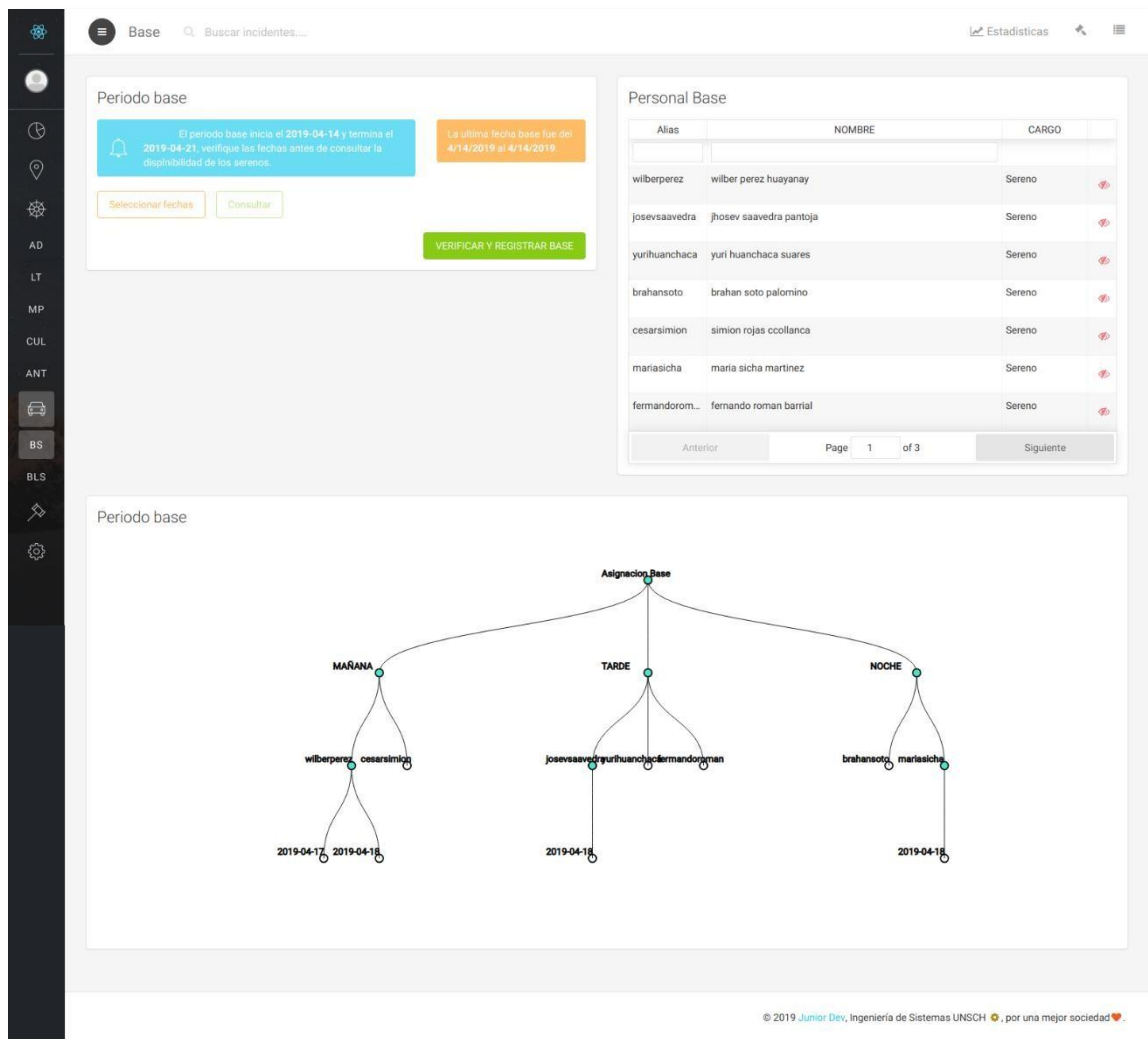 Base
Buscar incidentes....
Estadisticas
AD
LT
MP
CUL
ANT
BS
BLS
Periodo base
El periodo base inicia el 2019-04-14 y termina el
2019-04-21, verifique las fechas antes de consultar la
dispinibilidad de los serenos.
La ultima fecha base fue del
4/14/2019 al 4/14/2019.
Seleccionar fechas
Consultar
VERIFICAR Y REGISTRAR BASE
Personal Base
Alias NOMBRE CARGO
wilberperez wilber perez huayanay Sereno
josevsaavedra jhosev saavedra pantoja Sereno
yurihuanchaca yuri huanchaca suares Sereno
brahansoto brahan soto palomino Sereno
cesarsimion simion rojas ccollanca Sereno
mariasicha maria sicha martinez Sereno
fermandorom... fernando roman barrial Sereno
Anterior Page 1 of 3 Siguiente
Periodo base
Asignacion Base
MAÑANA TARDE NOCHE
wilberperez cesarsimion josevsaavedra yurihuanchaca fermandoroman brahansoto mariasicha
2019-04-17 2019-04-18 2019-04-18 2019-04-18
© 2019 Junior Dev, Ingeniería de Sistemas UNSCH , por una mejor sociedad .